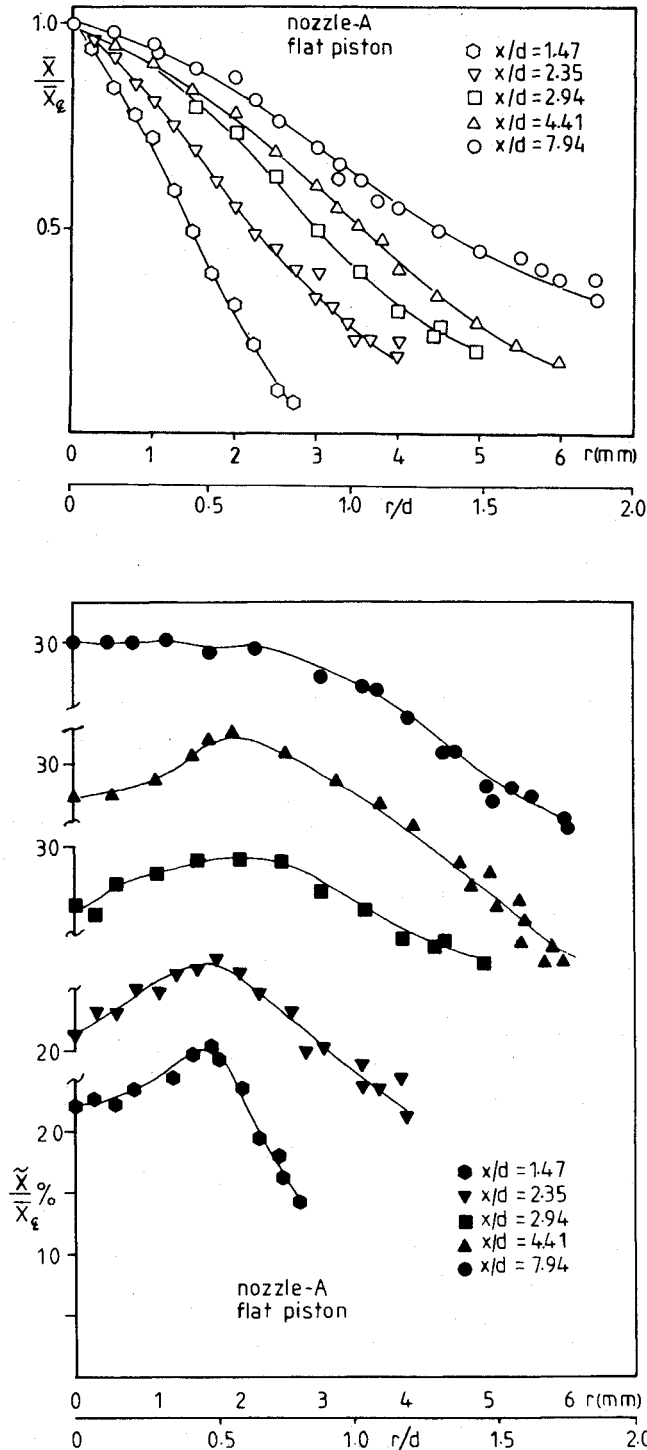 nozzle-A
flat piston
1.0
X̄
X̄℄
x/d = 1.47
x/d = 2.35
x/d = 2.94
x/d = 4.41
x/d = 7.94
0.5
0 1 2 3 4 5 6 r(mm)
0 0.5 1.0 1.5 2.0
r/d
30
30
30
20
20
X̃
X̄℄ %
10
x/d = 1.47
x/d = 2.35
x/d = 2.94
x/d = 4.41
x/d = 7.94
nozzle-A
flat piston
0 1 2 3 4 5 6 r(mm)
0 0.5 1.0 1.5 2.0
r/d